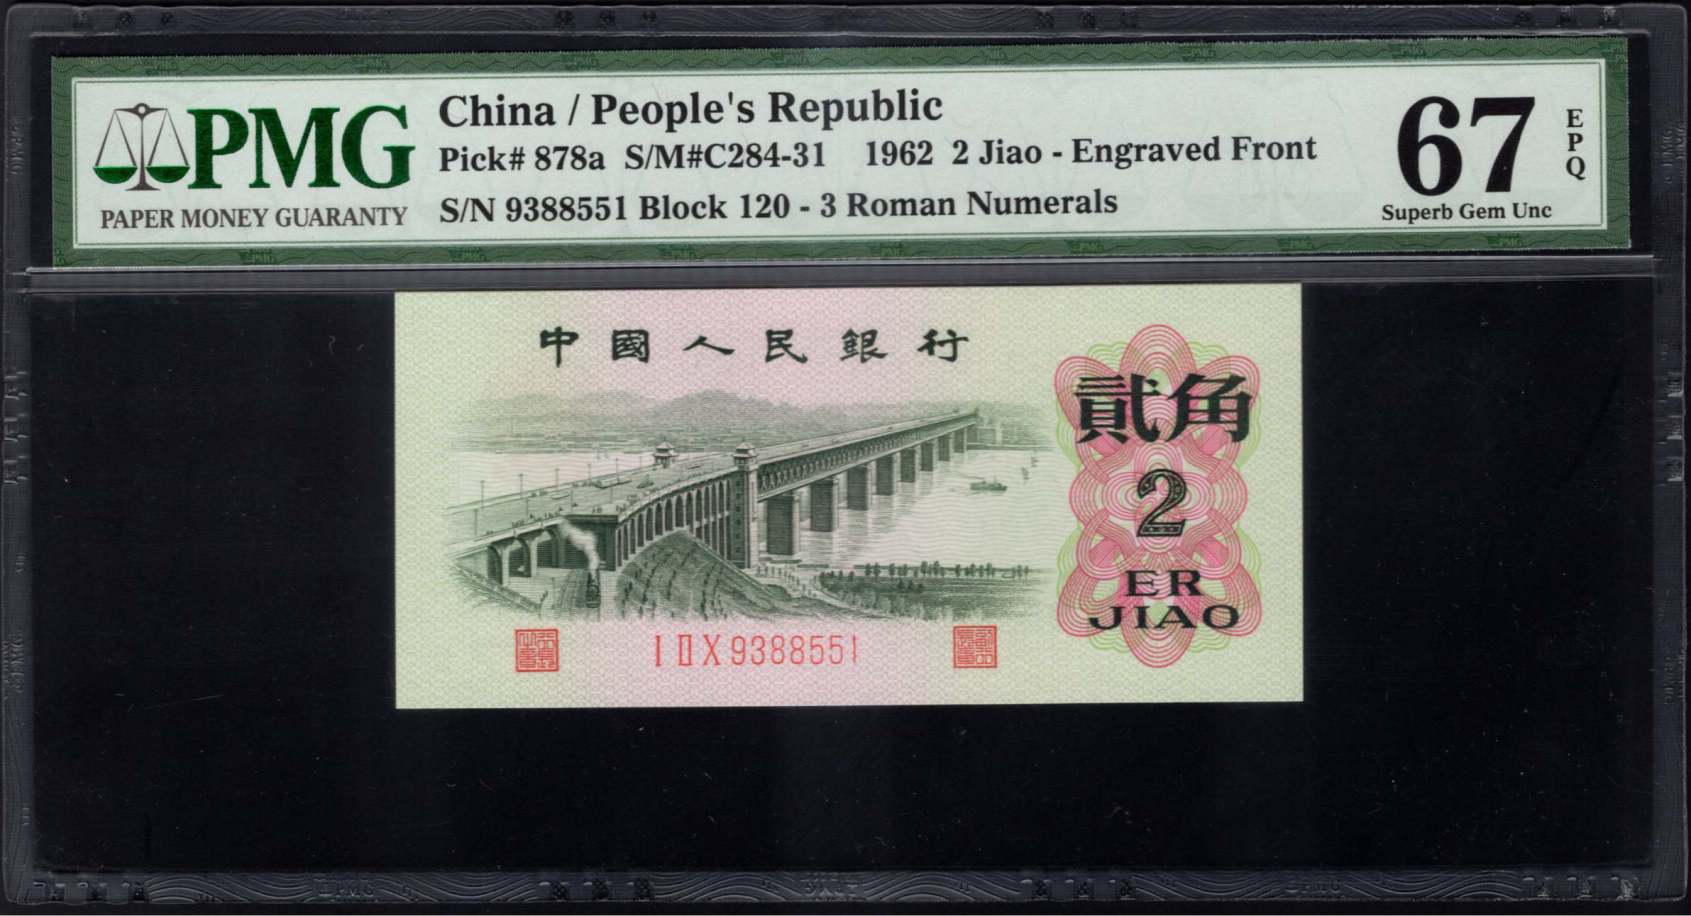 PMG
PAPER MONEY GUARANTY
China / People's Republic
Pick# 878a S/M#C284-31 1962 2 Jiao - Engraved Front
S/N 9388551 Block 120 - 3 Roman Numerals
67
EPQ
Superb Gem Unc
中國人民銀行
貳角
2
ER
JIAO
I II X 9388551